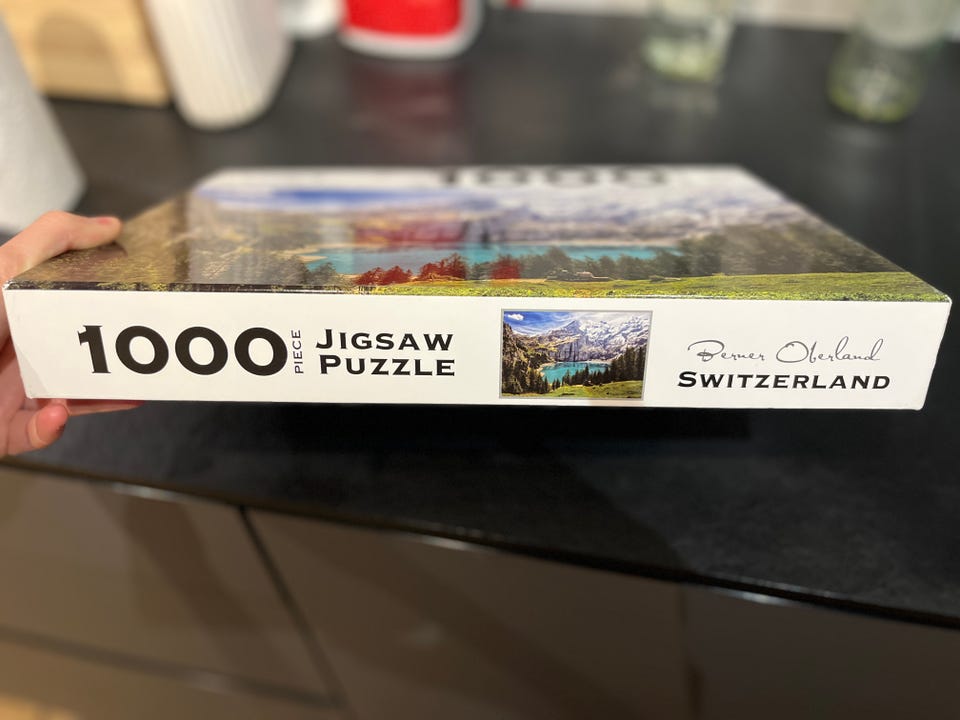 1000
PIECE
JIGSAW
PUZZLE
Berner Oberland
SWITZERLAND